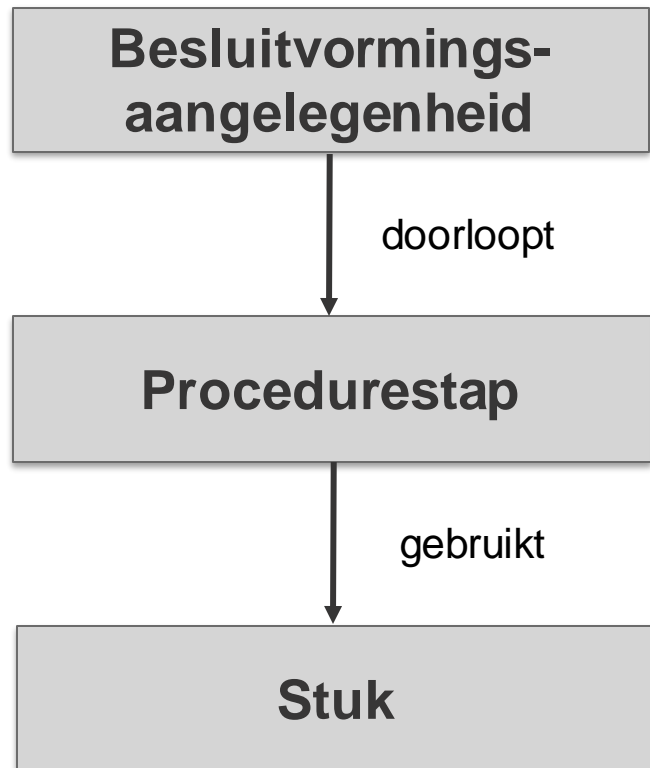 Besluitvormings-
aangelegenheid
doorloopt
Procedurestap
gebruikt
Stuk